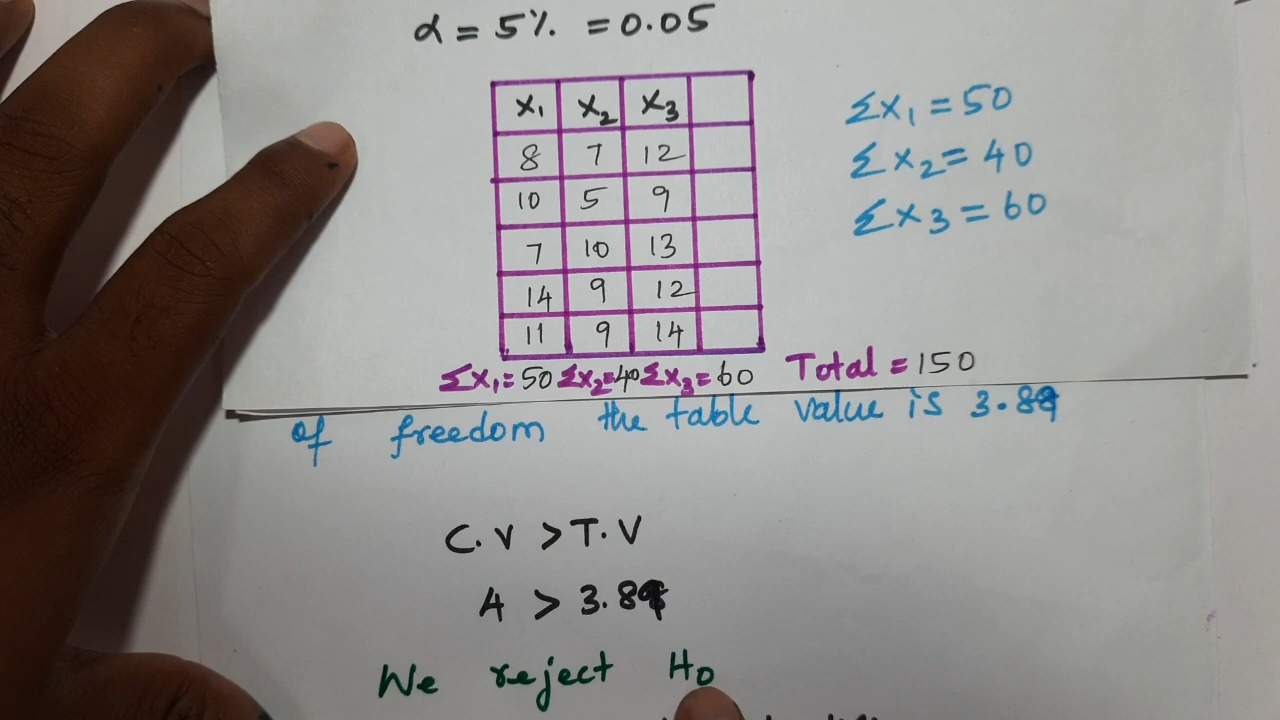 α = 5% = 0.05
X₁ X₂ X₃
8 7 12
10 5 9
7 10 13
14 9 12
11 9 14
Σx₁=50 Σx₂=40 Σx₃=60 Total = 150
Σx₁ = 50
Σx₂ = 40
Σx₃ = 60
of freedom the table value is 3.89
C.V > T.V
4 > 3.89
We reject H₀